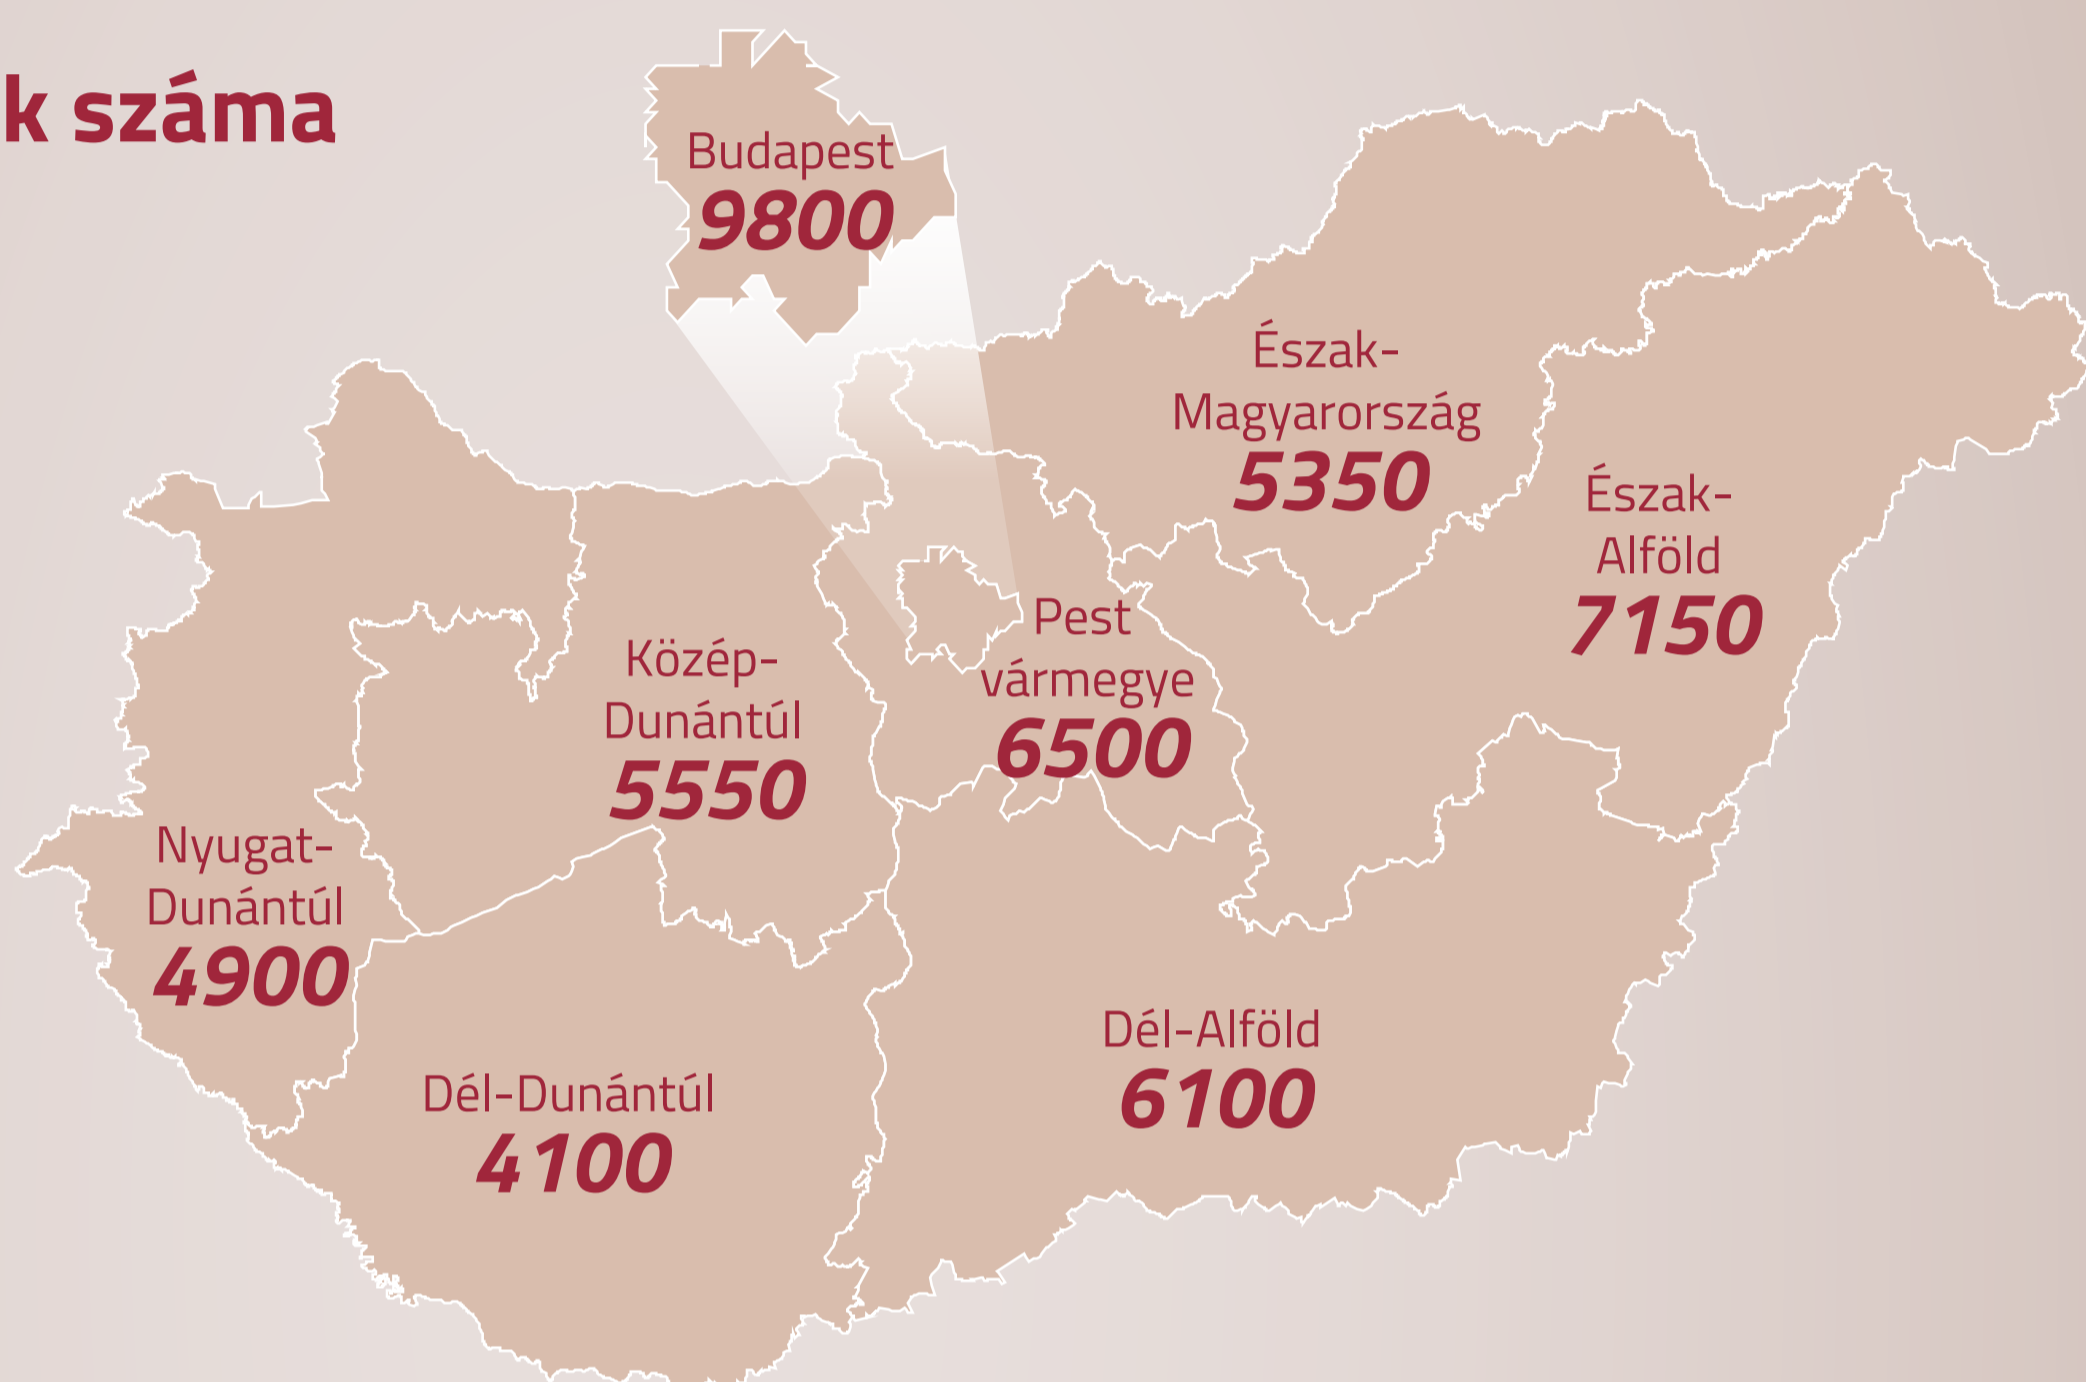 k száma
Budapest
9800
Észak-
Magyarország
5350
Észak-
Alföld
7150
Pest
vármegye
6500
Közép-
Dunántúl
5550
Nyugat-
Dunántúl
4900
Dél-Alföld
6100
Dél-Dunántúl
4100